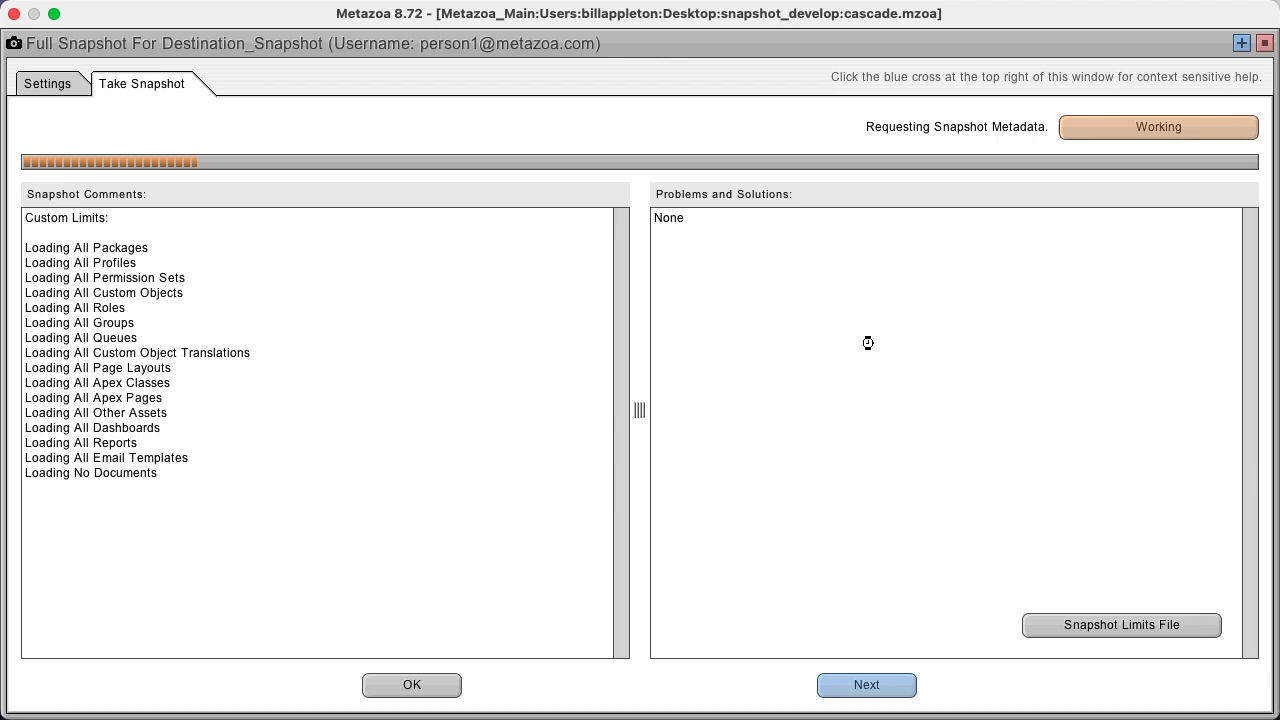 Metazoa 8.72 - [Metazoa_Main:Users:billappleton:Desktop:snapshot_develop:cascade.mzoa]
Full Snapshot For Destination_Snapshot (Username: person1@metazoa.com)
Settings
Take Snapshot
Click the blue cross at the top right of this window for context sensitive help.
Requesting Snapshot Metadata.
Working
Snapshot Comments:
Custom Limits:
Loading All Packages
Loading All Profiles
Loading All Permission Sets
Loading All Custom Objects
Loading All Roles
Loading All Groups
Loading All Queues
Loading All Custom Object Translations
Loading All Page Layouts
Loading All Apex Classes
Loading All Apex Pages
Loading All Other Assets
Loading All Dashboards
Loading All Reports
Loading All Email Templates
Loading No Documents
Problems and Solutions:
None
Snapshot Limits File
OK
Next